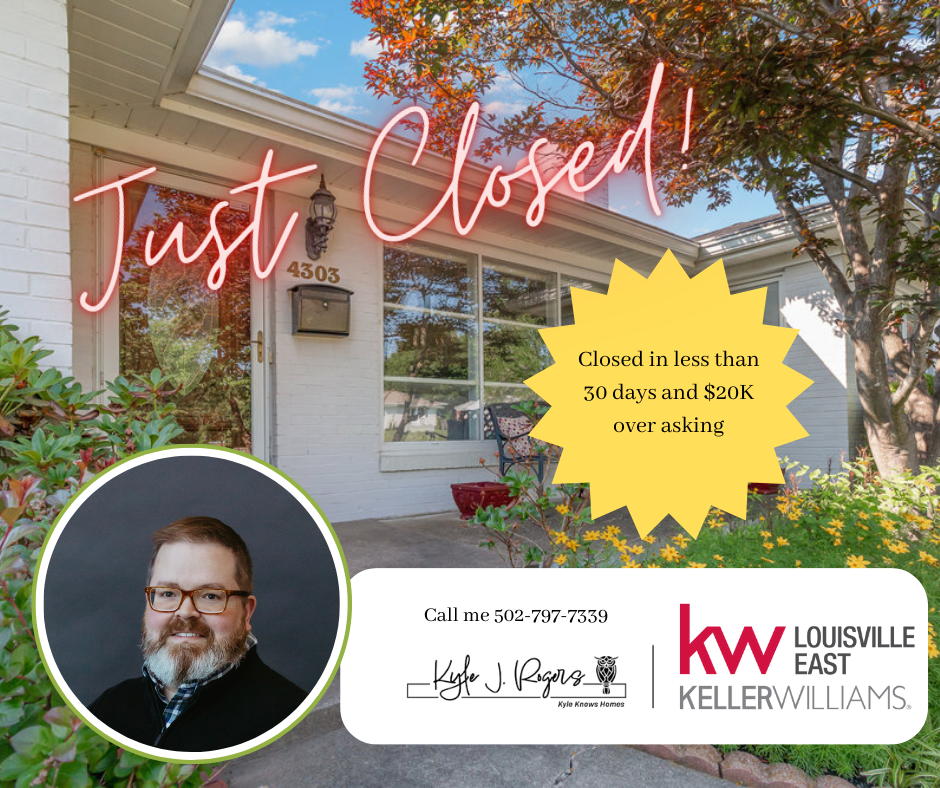 Just Closed!
4303
Closed in less than
30 days and $20K
over asking
Call me 502-797-7339
Kyle J. Rogers
Kyle Knows Homes
kw LOUISVILLE
EAST
KELLERWILLIAMS®